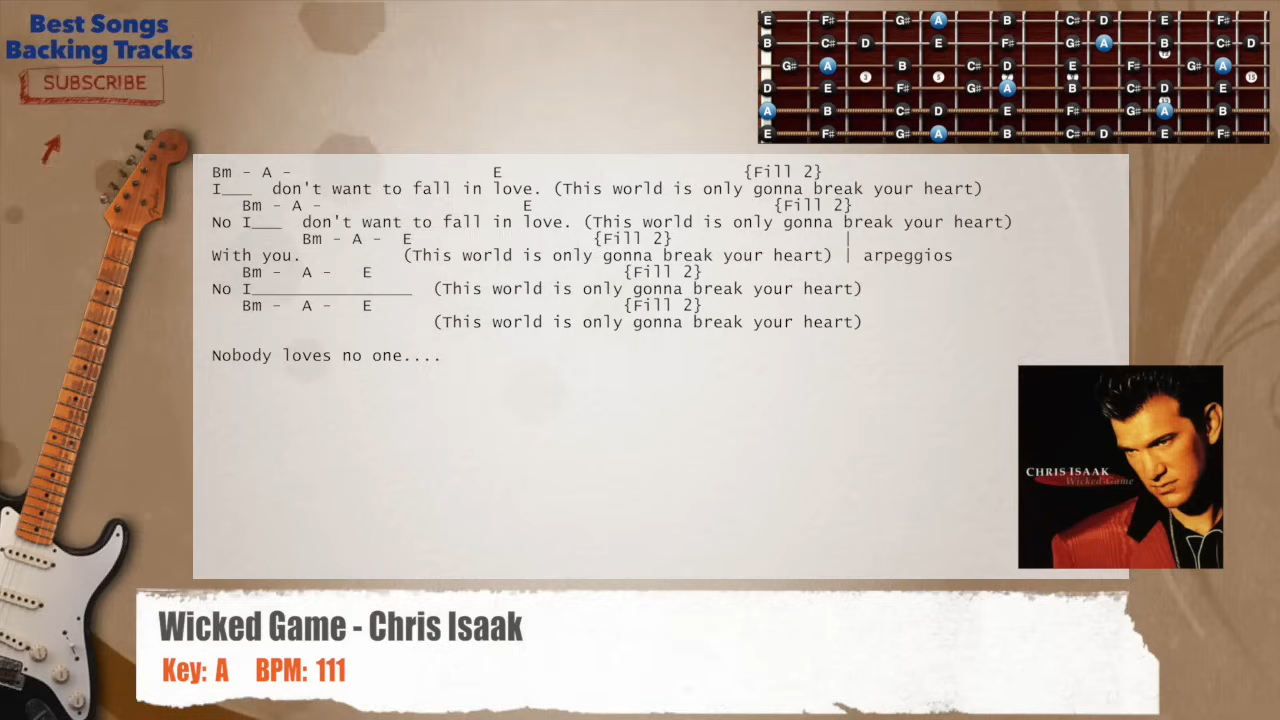 Best Songs
Backing Tracks
SUBSCRIBE
E F# G# A B C# D E F#
B C# D E F# G# A B C# D
G# A B C# D E F# G# A
D E F# G# A B C# D E
A B C# D E F# G# A B
E F# G# A B C# D E F#
Bm - A - E {Fill 2}
I___ don't want to fall in love. (This world is only gonna break your heart)
Bm - A - E {Fill 2}
No I___ don't want to fall in love. (This world is only gonna break your heart)
Bm - A - E {Fill 2} |
With you. (This world is only gonna break your heart) | arpeggios
Bm - A - E {Fill 2}
No I________________ (This world is only gonna break your heart)
Bm - A - E {Fill 2}
(This world is only gonna break your heart)
Nobody loves no one....
CHRIS ISAAK
Wicked Game
Wicked Game - Chris Isaak
Key: A BPM: 111